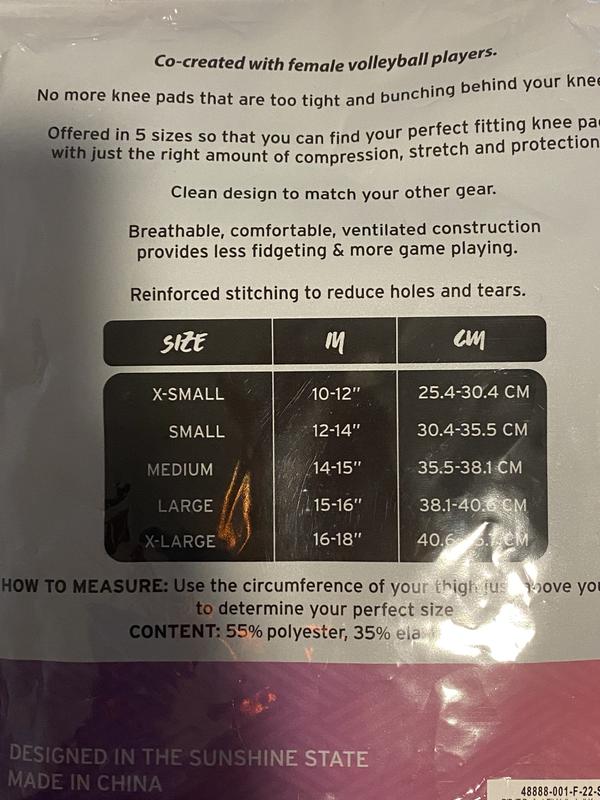 Co-created with female volleyball players.
No more knee pads that are too tight and bunching behind your knee
Offered in 5 sizes so that you can find your perfect fitting knee pa
with just the right amount of compression, stretch and protection
Clean design to match your other gear.
Breathable, comfortable, ventilated construction
provides less fidgeting & more game playing.
Reinforced stitching to reduce holes and tears.
SIZE IN CM
X-SMALL 10-12" 25.4-30.4 CM
SMALL 12-14" 30.4-35.5 CM
MEDIUM 14-15" 35.5-38.1 CM
LARGE 15-16" 38.1-40.6 CM
X-LARGE 16-18" CM
HOW TO MEASURE: Use the circumference of your thigh just above you
to determine your perfect size
CONTENT: 55% polyester, 35%
DESIGNED IN THE SUNSHINE STATE
MADE IN CHINA
48888-001-F-22-S